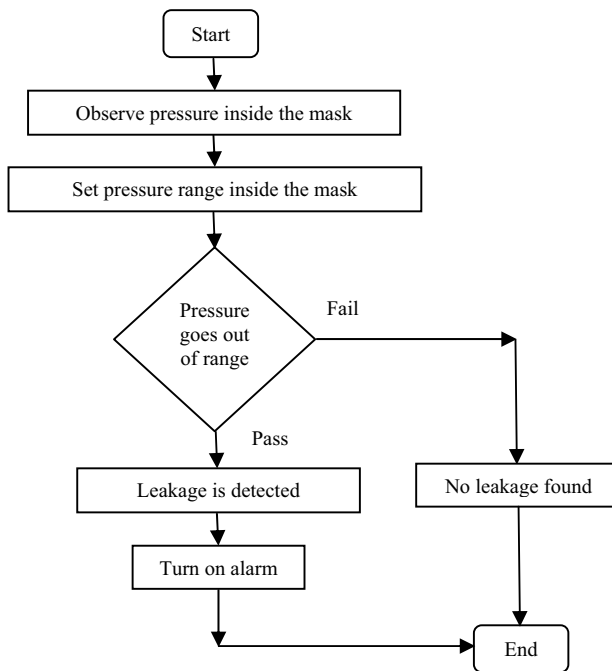 Start
Observe pressure inside the mask
Set pressure range inside the mask
Pressure
goes out
of range
Fail
Pass
Leakage is detected
No leakage found
Turn on alarm
End